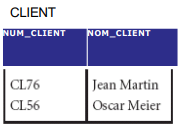 CLIENT
NUM_CLIENT NOM_CLIENT
CL76 Jean Martin
CL56 Oscar Meier